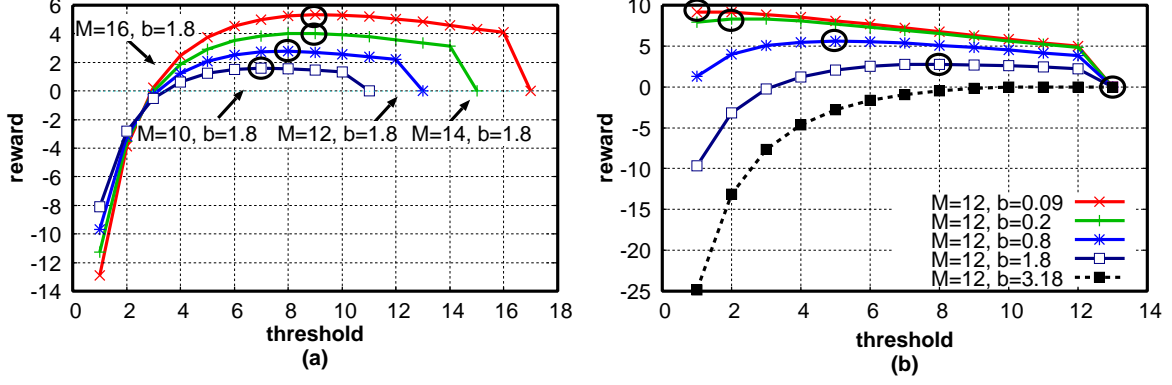 6
4
2
0
-2
-4
-6
-8
-10
-12
-14
0 2 4 6 8 10 12 14 16 18
reward
threshold
(a)
M=16, b=1.8
M=10, b=1.8
M=12, b=1.8
M=14, b=1.8
10
5
0
-5
-10
-15
-20
-25
0 2 4 6 8 10 12 14
reward
threshold
(b)
M=12, b=0.09
M=12, b=0.2
M=12, b=0.8
M=12, b=1.8
M=12, b=3.18